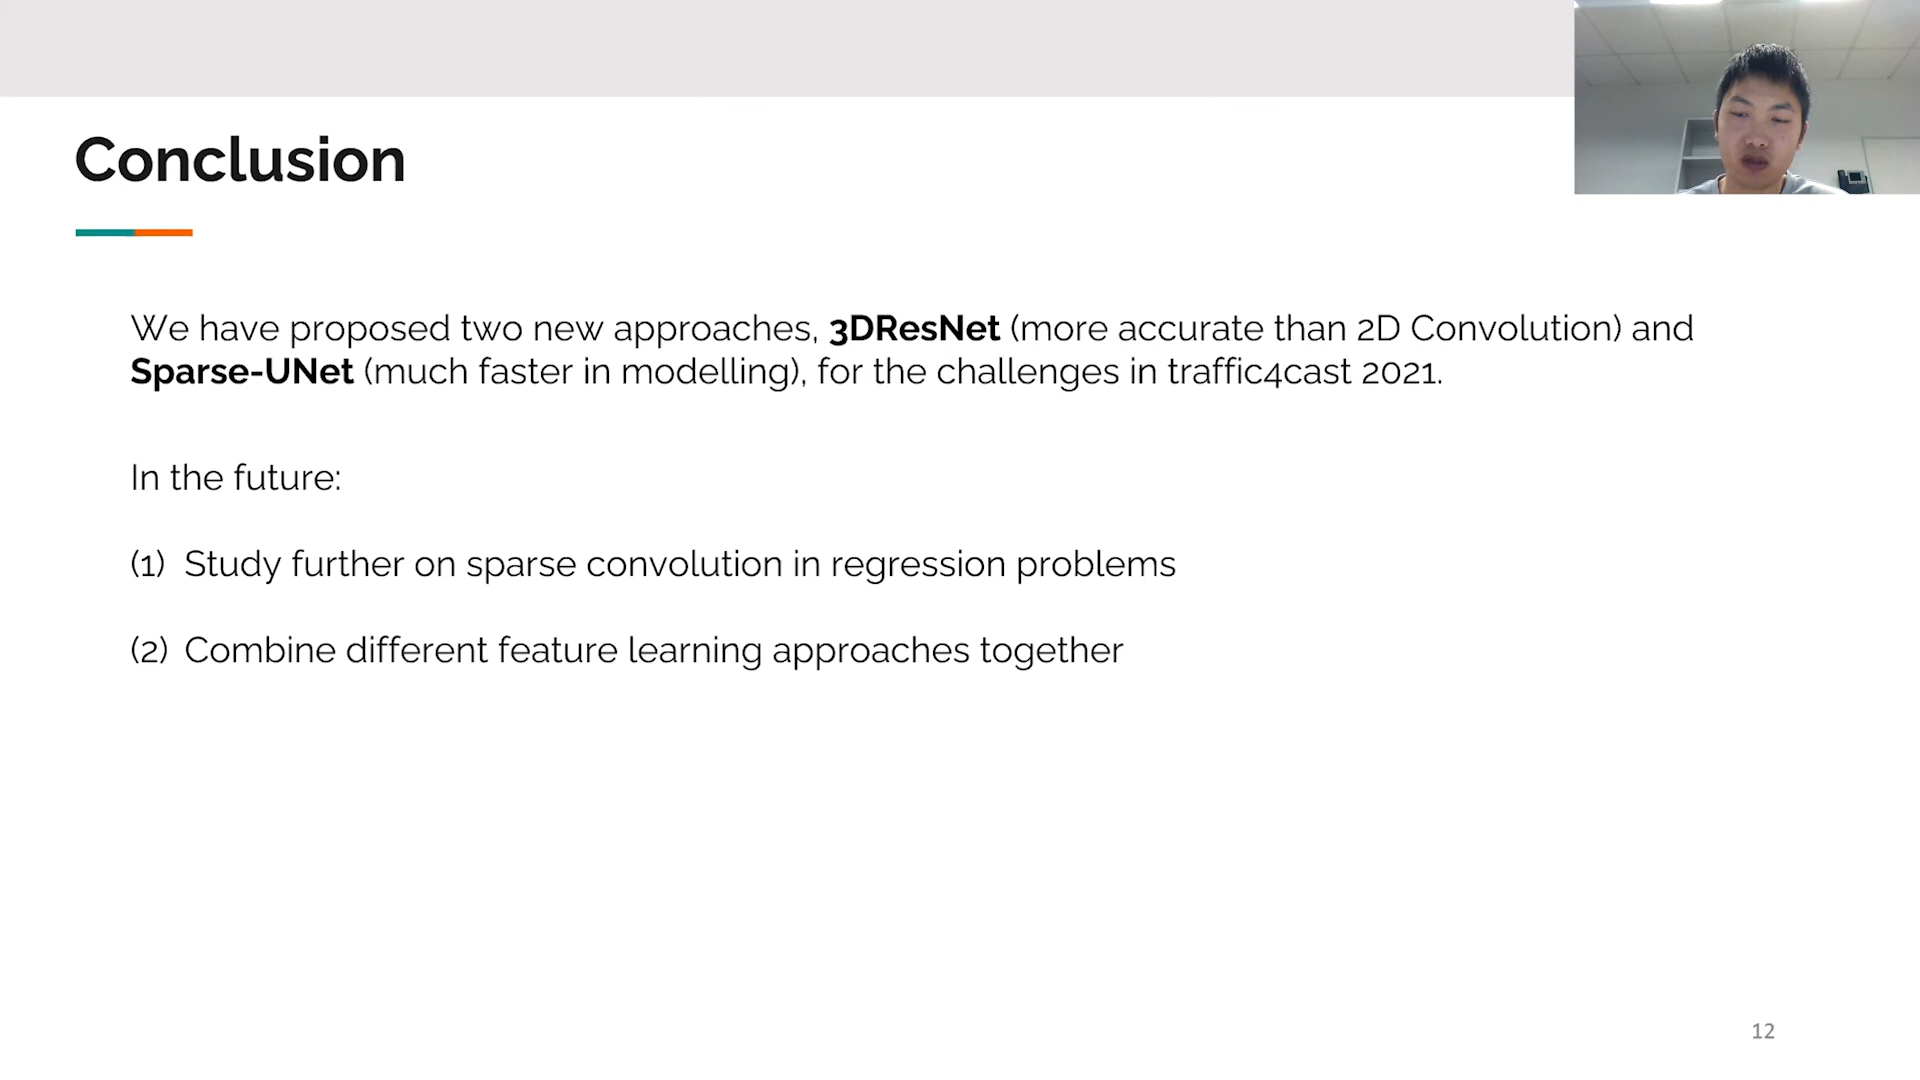 Conclusion
We have proposed two new approaches, 3DResNet (more accurate than 2D Convolution) and
Sparse-UNet (much faster in modelling), for the challenges in traffic4cast 2021.
In the future:
(1) Study further on sparse convolution in regression problems
(2) Combine different feature learning approaches together
12